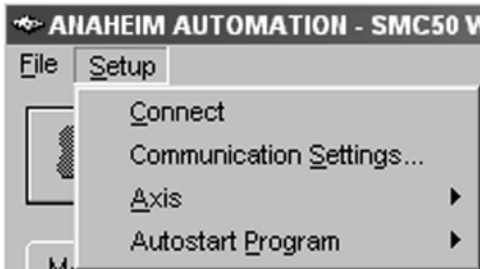 ANAHEIM AUTOMATION - SMC50
File Setup
Connect
Communication Settings...
Axis
Autostart Program